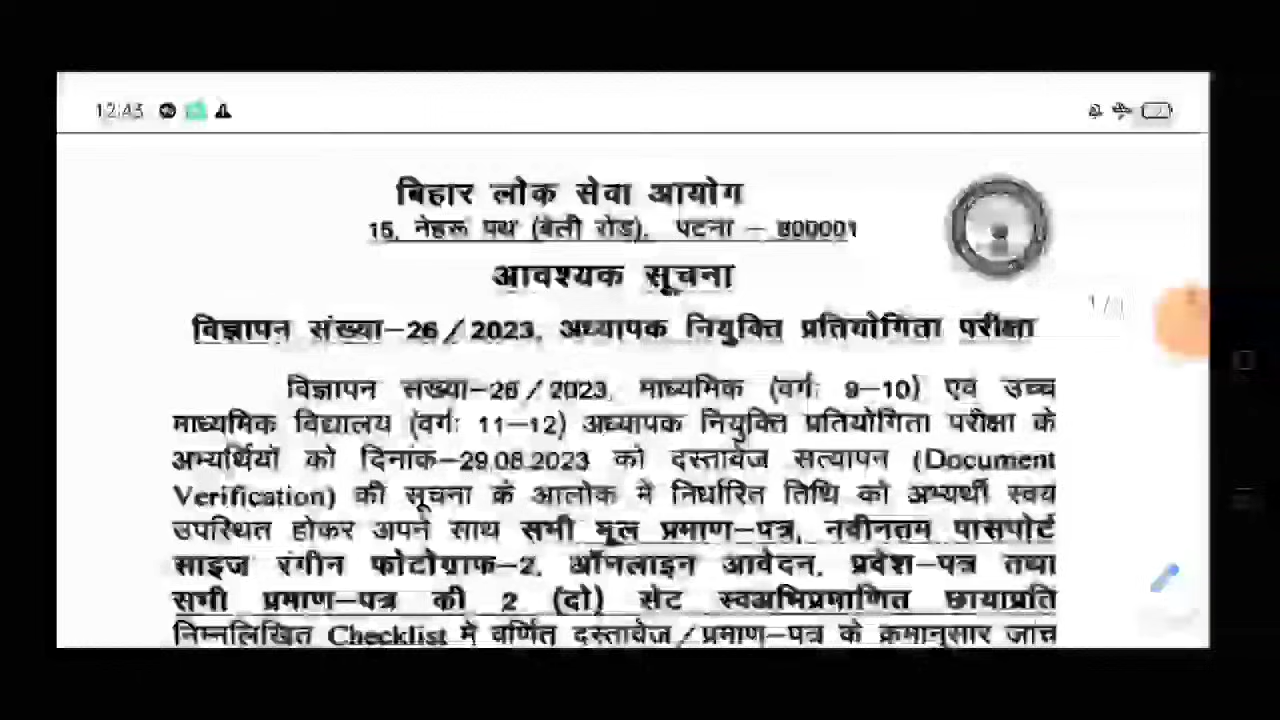 12:43
बिहार लोक सेवा आयोग
15, नेहरू पथ (बेली रोड), पटना – 800001
आवश्यक सूचना
1/1
विज्ञापन संख्या–26/2023, अध्यापक नियुक्ति प्रतियोगिता परीक्षा
विज्ञापन संख्या–26/2023, माध्यमिक (वर्गः 9–10) एवं उच्च
माध्यमिक विद्यालय (वर्गः 11–12) अध्यापक नियुक्ति प्रतियोगिता परीक्षा के
अभ्यर्थियों को दिनांक–29.08.2023 को दस्तावेज सत्यापन (Document
Verification) की सूचना के आलोक में निर्धारित तिथि को अभ्यर्थी स्वयं
उपस्थित होकर अपने साथ सभी मूल प्रमाण–पत्र, नवीनतम पासपोर्ट
साइज रंगीन फोटोग्राफ–2, ऑनलाइन आवेदन, प्रवेश–पत्र तथा
सभी प्रमाण–पत्र की 2 (दो) सेट स्वअभिप्रमाणित छायाप्रति
निम्नलिखित Checklist में वर्णित दस्तावेज/प्रमाण–पत्र के क्रमानुसार